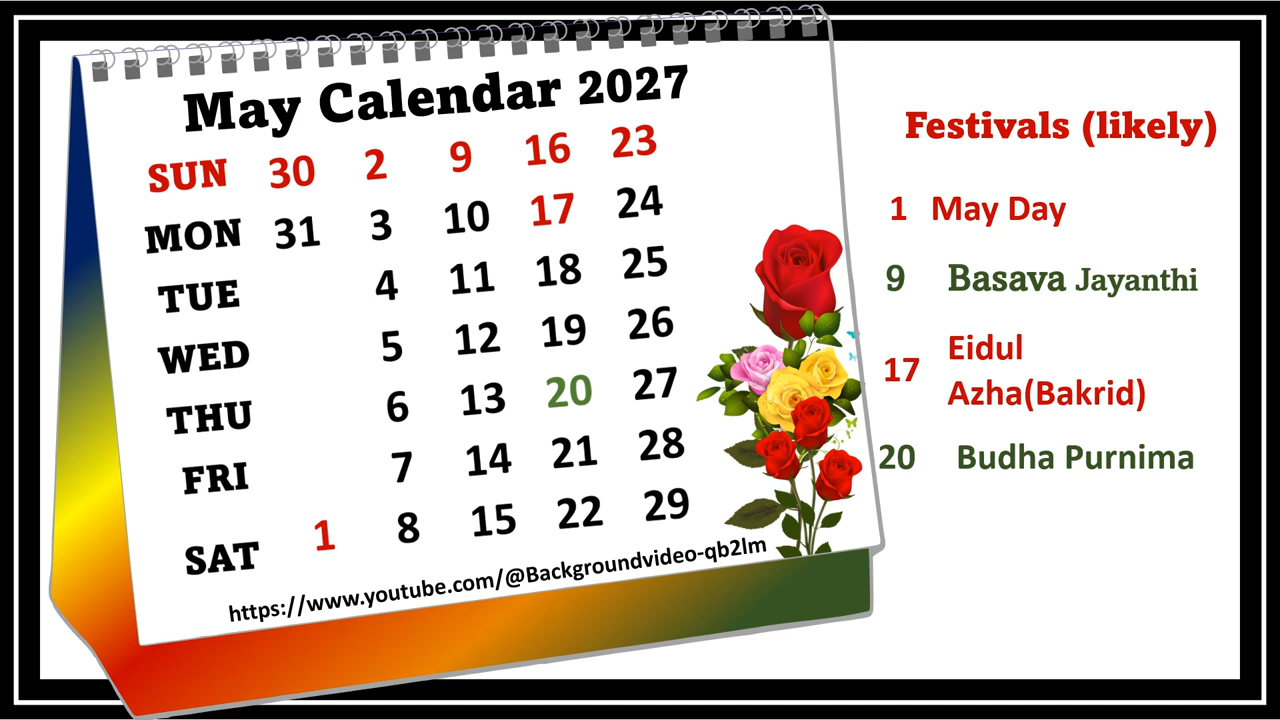 May Calendar 2027
SUN 30 2 9 16 23
MON 31 3 10 17 24
TUE 4 11 18 25
WED 5 12 19 26
THU 6 13 20 27
FRI 7 14 21 28
SAT 1 8 15 22 29
https://www.youtube.com/@Backgroundvideo-qb2lm
Festivals (likely)
1 May Day
9 Basava Jayanthi
17 Eidul
Azha(Bakrid)
20 Budha Purnima